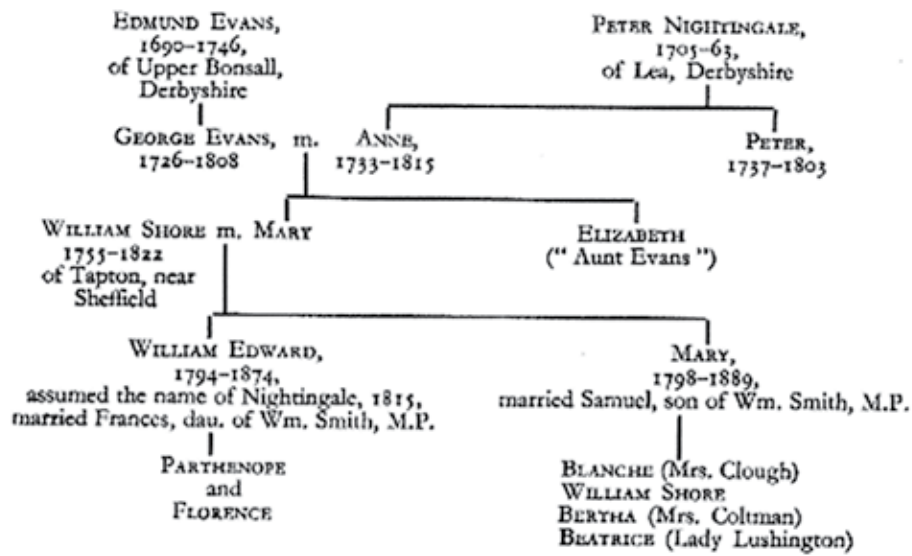 EDMUND EVANS,
1690–1746,
of Upper Bonsall,
Derbyshire
PETER NIGHTINGALE,
1705–63,
of Lea, Derbyshire
GEORGE EVANS, m. ANNE,
1726–1808
1733–1815
PETER,
1737–1803
WILLIAM SHORE m. MARY
1755–1822
of Tapton, near
Sheffield
ELIZABETH
(" Aunt Evans ")
WILLIAM EDWARD,
1794–1874,
assumed the name of Nightingale, 1815,
married Frances, dau. of Wm. Smith, M.P.
MARY,
1798–1889,
married Samuel, son of Wm. Smith, M.P.
PARTHENOPE
and
FLORENCE
BLANCHE (Mrs. Clough)
WILLIAM SHORE
BERTHA (Mrs. Coltman)
BEATRICE (Lady Lushington)